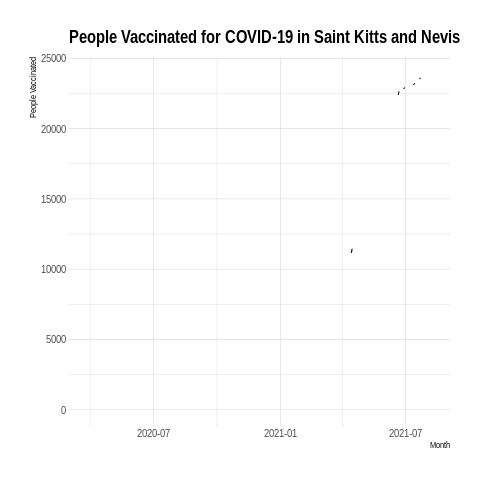 People Vaccinated for COVID-19 in Saint Kitts and Nevis
People Vaccinated
25000
20000
15000
10000
5000
0
2020-07 2021-01 2021-07
Month